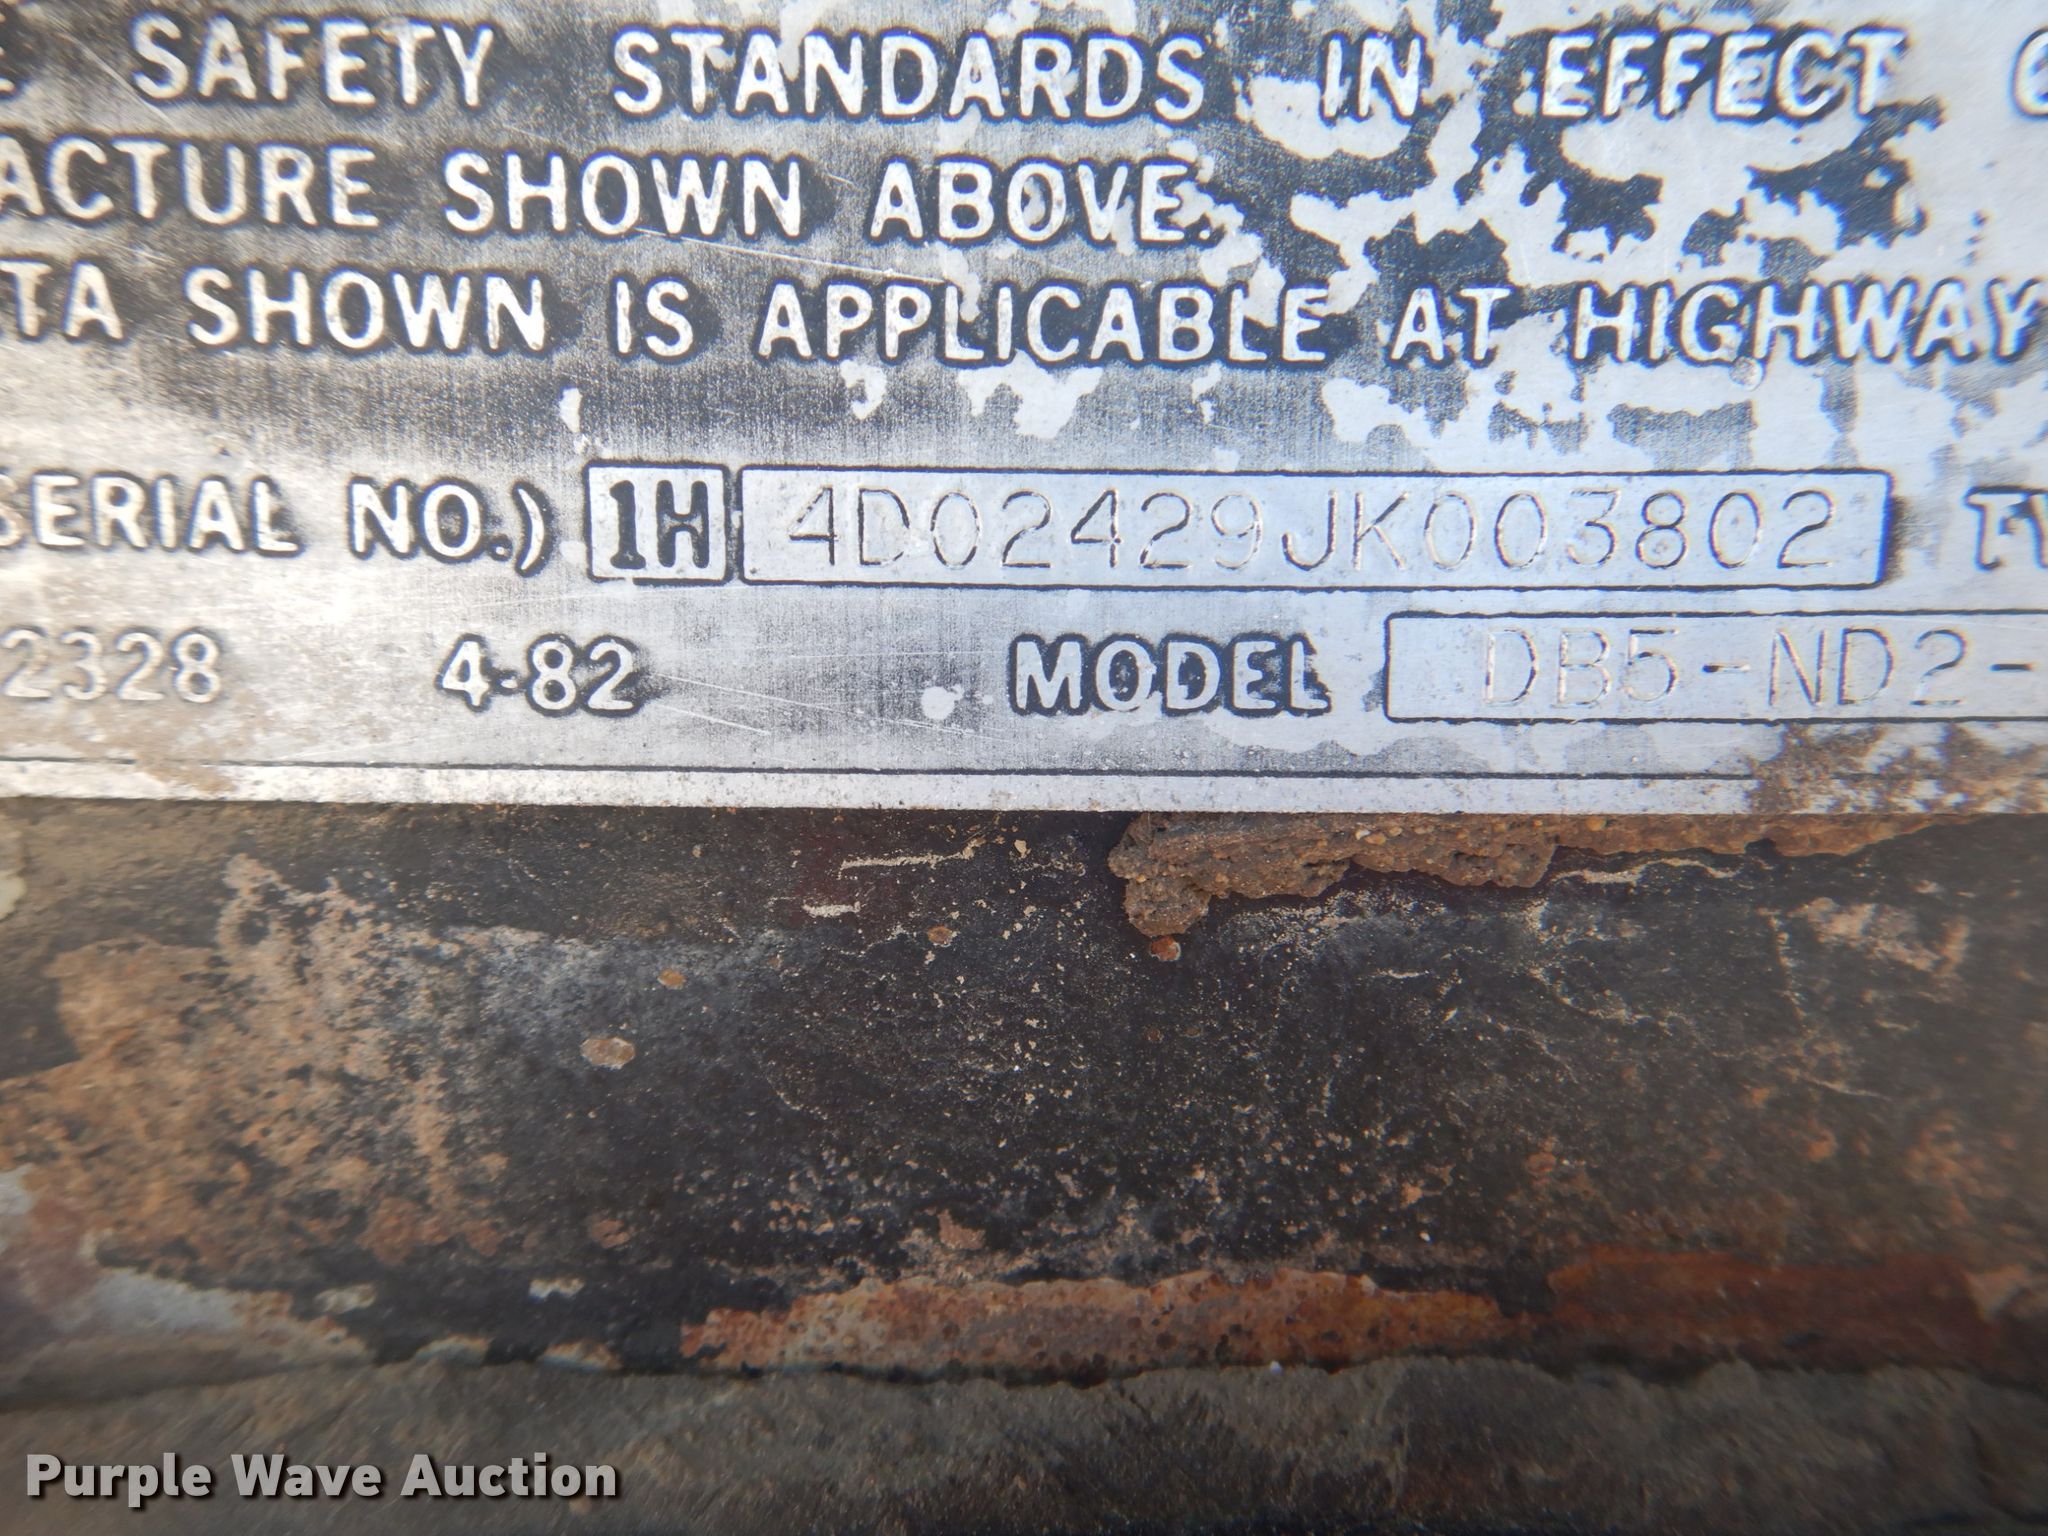 SAFETY STANDARDS IN EFFECT
ACTURE SHOWN ABOVE.
TA SHOWN IS APPLICABLE AT HIGHWAY
SERIAL NO.) 1H 4D02429JK003802 TY
2328 4-82 MODEL DB5-ND2-
Purple Wave Auction